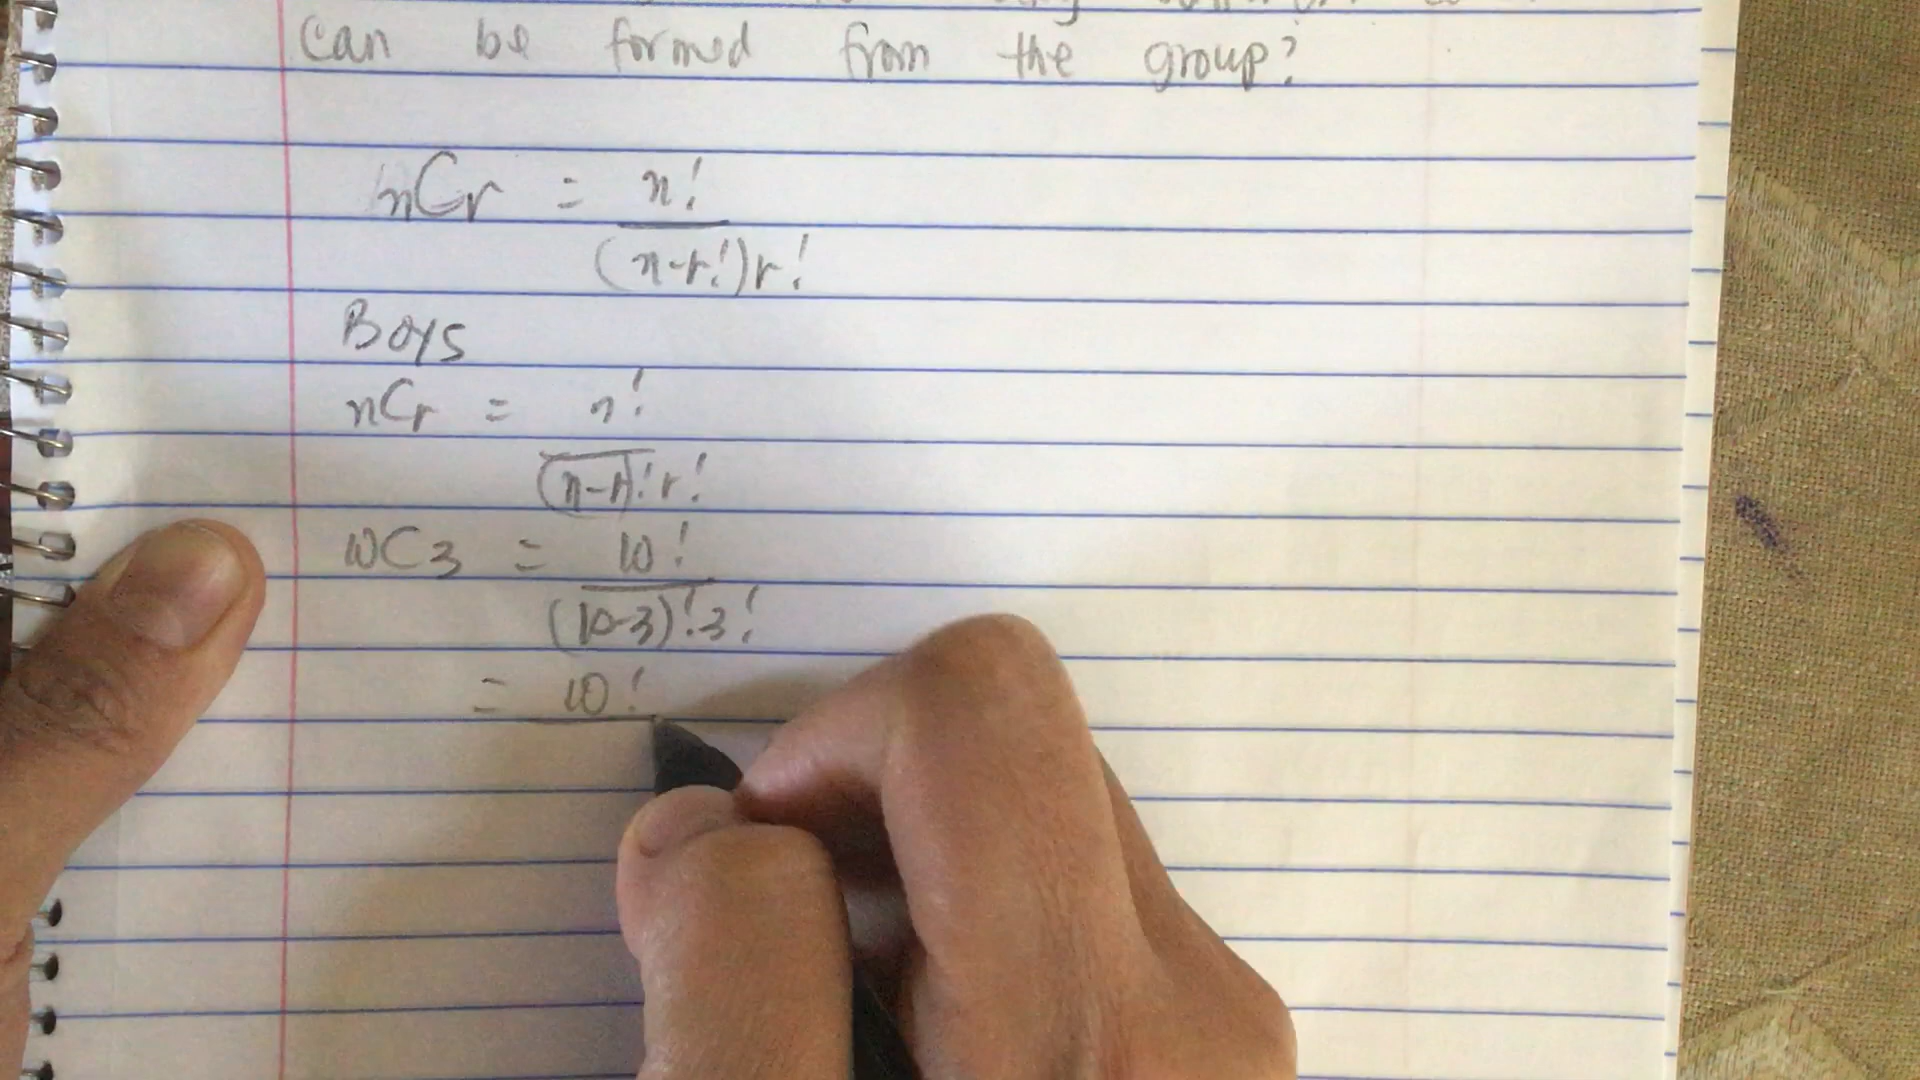 can be formed from the group?
nCr = n!
(n-r!)r!
Boys
nCr = n!
(n-r)!r!
10C3 = 10!
(10-3)!3!
= 10!